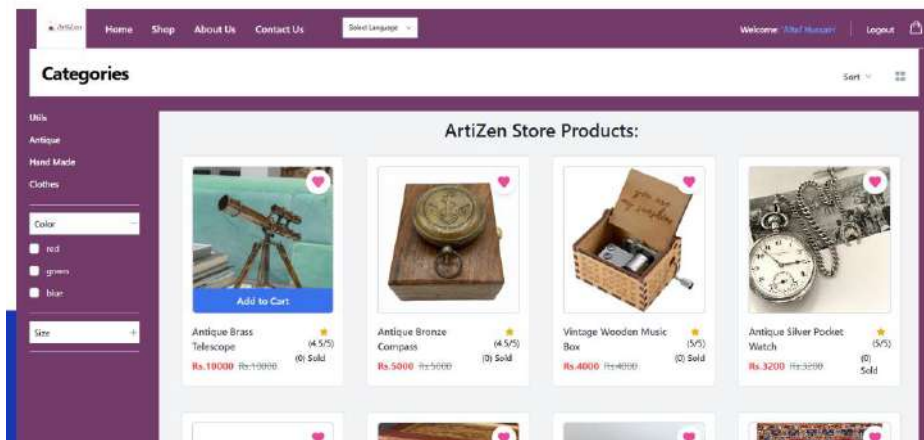 ArtiZen
Home Shop About Us Contact Us
Select Language
Welcome
Logout
Categories
Sort
Utils
Antique
Hand Made
Clothes
Color
red
green
blue
Size
ArtiZen Store Products:
Add to Cart
Antique Brass
Telescope
(4.5/5)
(0) Sold
Rs.10000 Rs.10000
Antique Bronze
Compass
(4.5/5)
(0) Sold
Rs.5000 Rs.5000
Vintage Wooden Music
Box
(5/5)
(0) Sold
Rs.4000 Rs.4000
Antique Silver Pocket
Watch
(5/5)
(0)
Sold
Rs.3200 Rs.3200